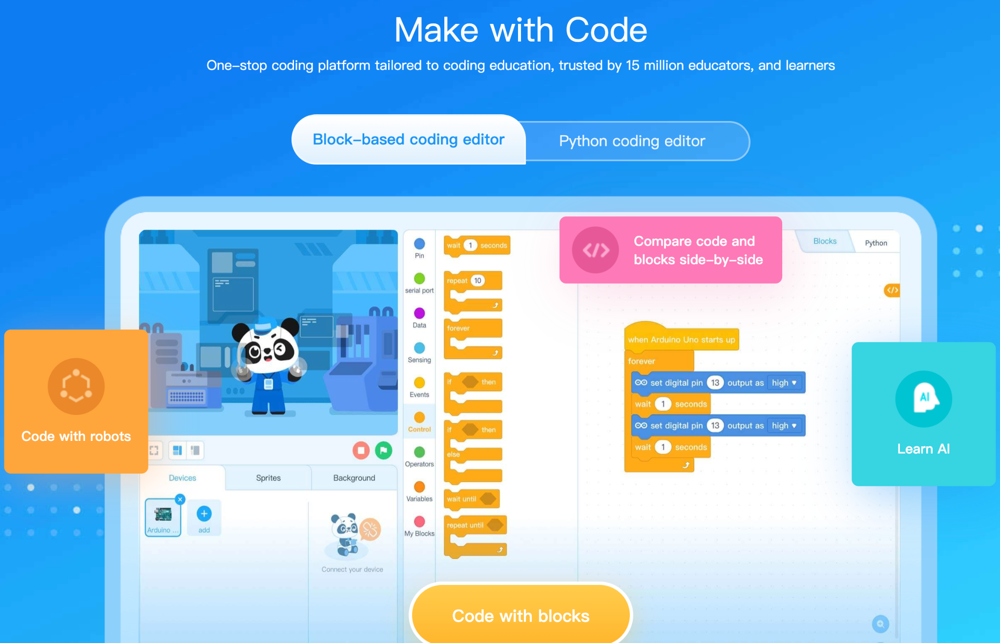 Make with Code
One-stop coding platform tailored to coding education, trusted by 15 million educators, and learners
Block-based coding editor
Python coding editor
Compare code and
blocks side-by-side
Code with robots
Learn AI
AI
Pin
serial port
Data
Sensing
Events
Control
Operators
Variables
My Blocks
wait 1 seconds
repeat 10
forever
if then
if then
else
wait until
repeat until
Blocks
Python
</>
when Arduino Uno starts up
forever
set digital pin 13 output as high
wait 1 seconds
set digital pin 13 output as high
wait 1 seconds
Devices
Sprites
Background
Arduino ...
add
Connect your device
Code with blocks